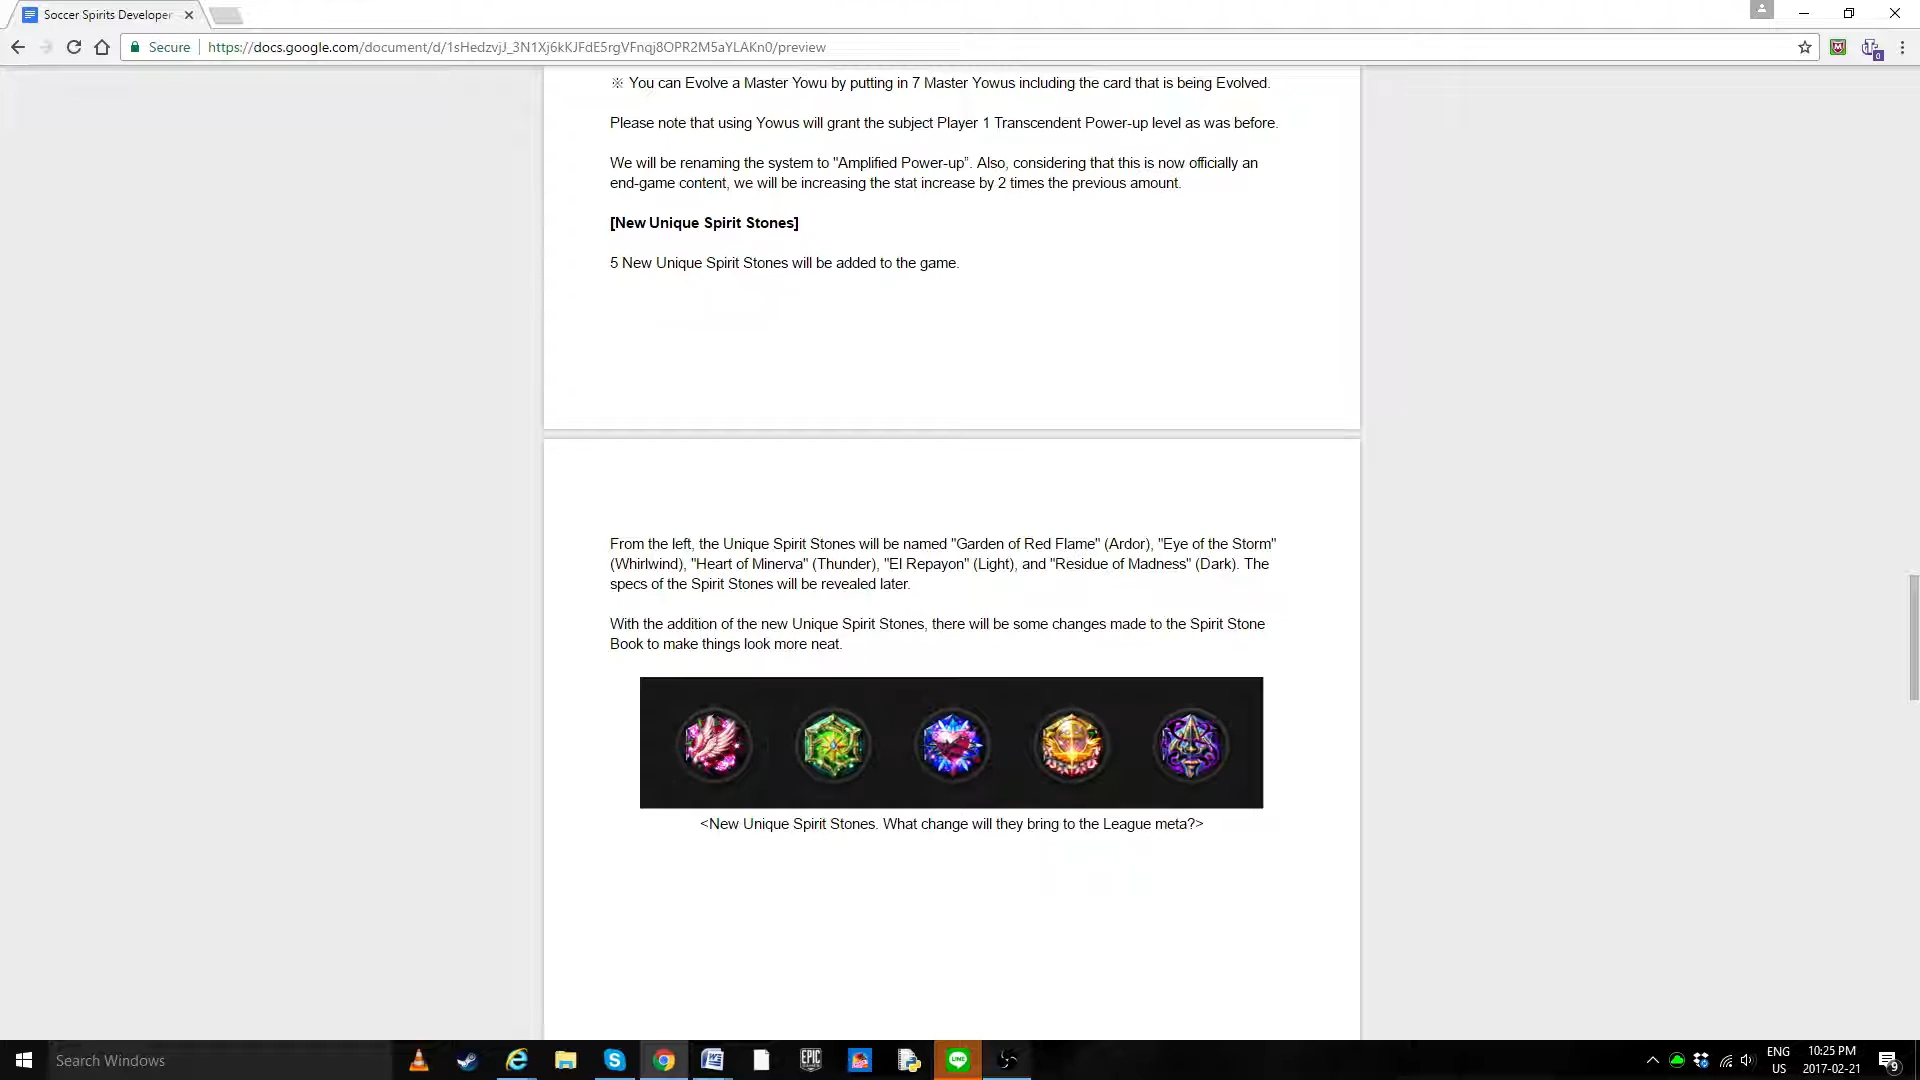 Soccer Spirits Developer
Secure
https://docs.google.com/document/d/1sHedzvjJ_3N1Xj6kKJFdE5rgVFnqj8OPR2M5aYLAKn0/preview
0
※ You can Evolve a Master Yowu by putting in 7 Master Yowus including the card that is being Evolved.
Please note that using Yowus will grant the subject Player 1 Transcendent Power-up level as was before.
We will be renaming the system to "Amplified Power-up". Also, considering that this is now officially an
end-game content, we will be increasing the stat increase by 2 times the previous amount.
[New Unique Spirit Stones]
5 New Unique Spirit Stones will be added to the game.
From the left, the Unique Spirit Stones will be named "Garden of Red Flame" (Ardor), "Eye of the Storm"
(Whirlwind), "Heart of Minerva" (Thunder), "El Repayon" (Light), and "Residue of Madness" (Dark). The
specs of the Spirit Stones will be revealed later.
With the addition of the new Unique Spirit Stones, there will be some changes made to the Spirit Stone
Book to make things look more neat.
<New Unique Spirit Stones. What change will they bring to the League meta?>
Search Windows
EPIC
LINE
ENG
US
10:25 PM
2017-02-21
9